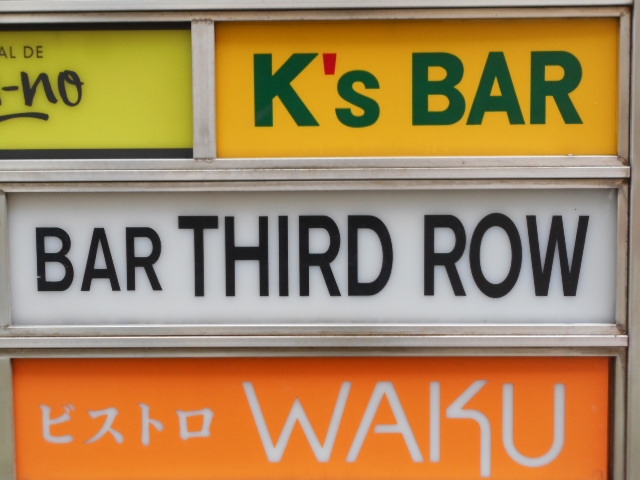 AL DE
-no
K's BAR
BAR THIRD ROW
ビストロ WAKU